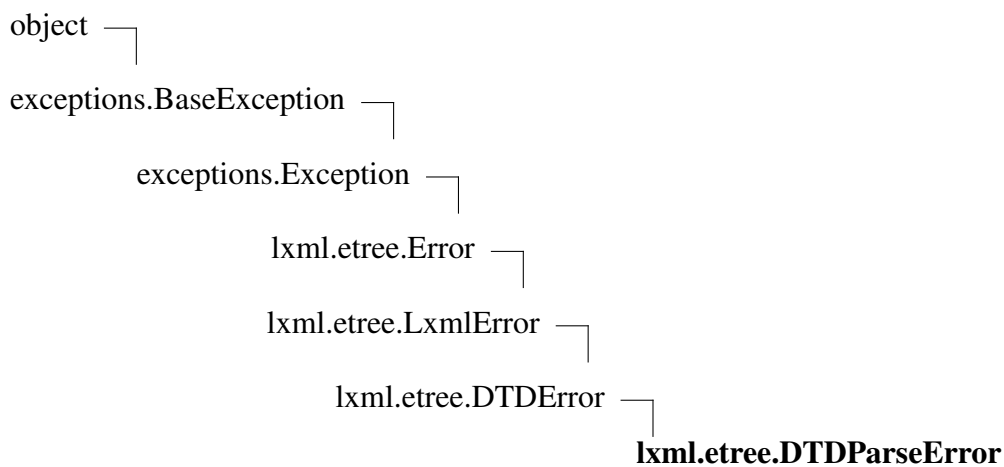 object
exceptions.BaseException
exceptions.Exception
lxml.etree.Error
lxml.etree.LxmlError
lxml.etree.DTDError
lxml.etree.DTDParseError